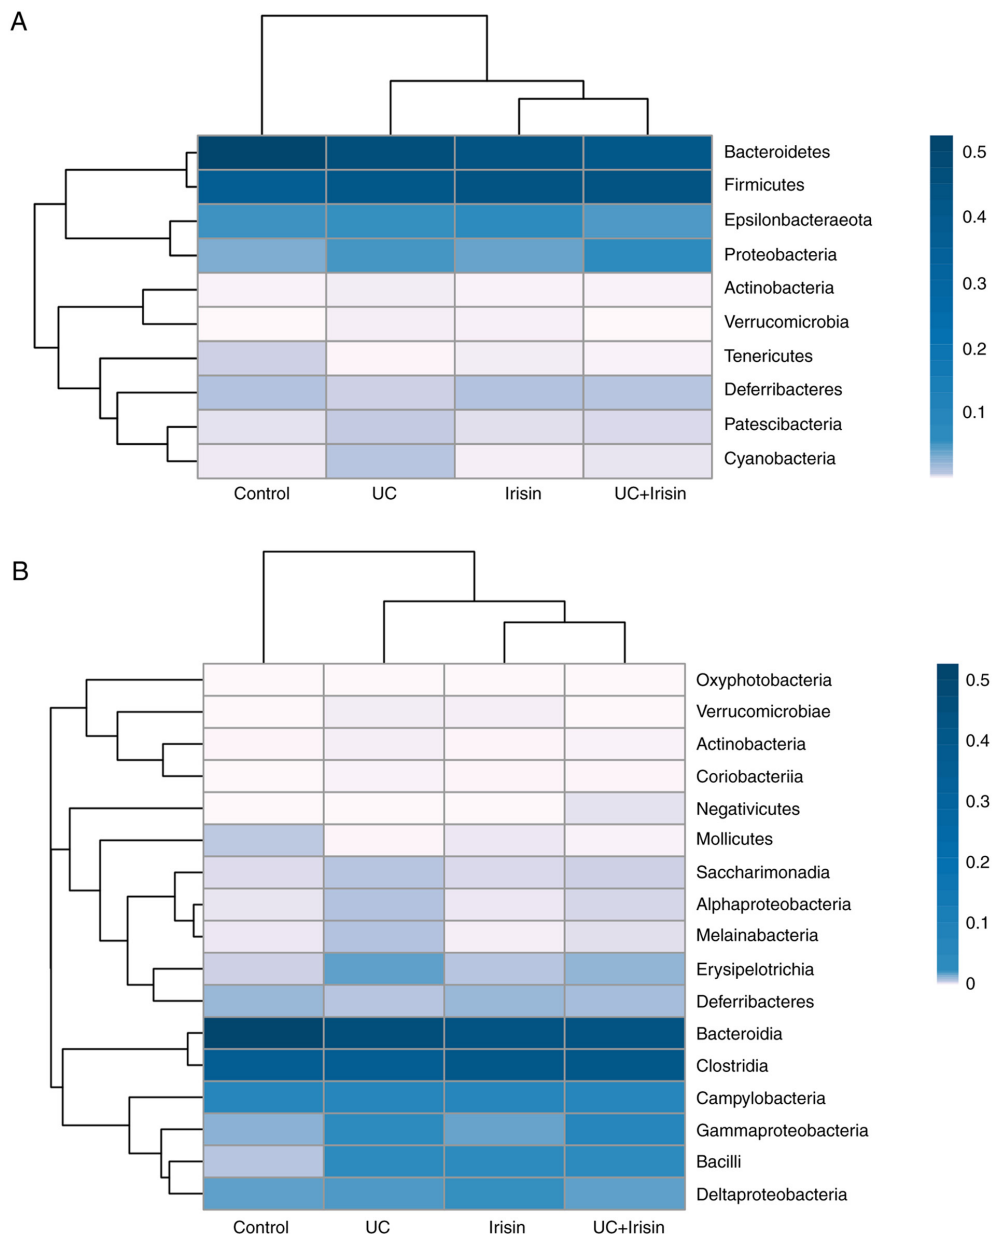 A
Bacteroidetes
0.5
Firmicutes
0.4
Epsilonbacteraeota
Proteobacteria
0.3
Actinobacteria
Verrucomicrobia
0.2
Tenericutes
Deferribacteres
0.1
Patescibacteria
Cyanobacteria
Control UC Irisin UC+Irisin
B
Oxyphotobacteria
0.5
Verrucomicrobiae
Actinobacteria
0.4
Coriobacteriia
Negativicutes
0.3
Mollicutes
Saccharimonadia
0.2
Alphaproteobacteria
0.1
Melainabacteria
Erysipelotrichia
0
Deferribacteres
Bacteroidia
Clostridia
Campylobacteria
Gammaproteobacteria
Bacilli
Deltaproteobacteria
Control UC Irisin UC+Irisin